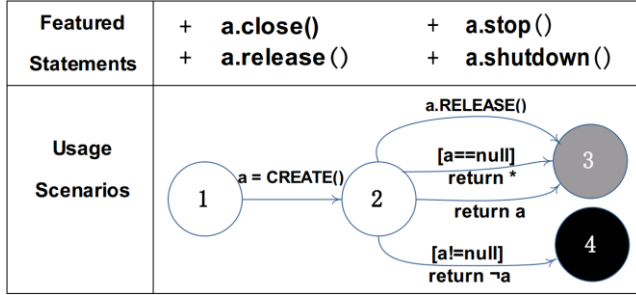 Featured
Statements
+ a.close() + a.stop()
+ a.release() + a.shutdown()
Usage
Scenarios
a.RELEASE()
[a==null]
return *
a = CREATE()
1
2
3
return a
4
[a!=null]
return ¬a